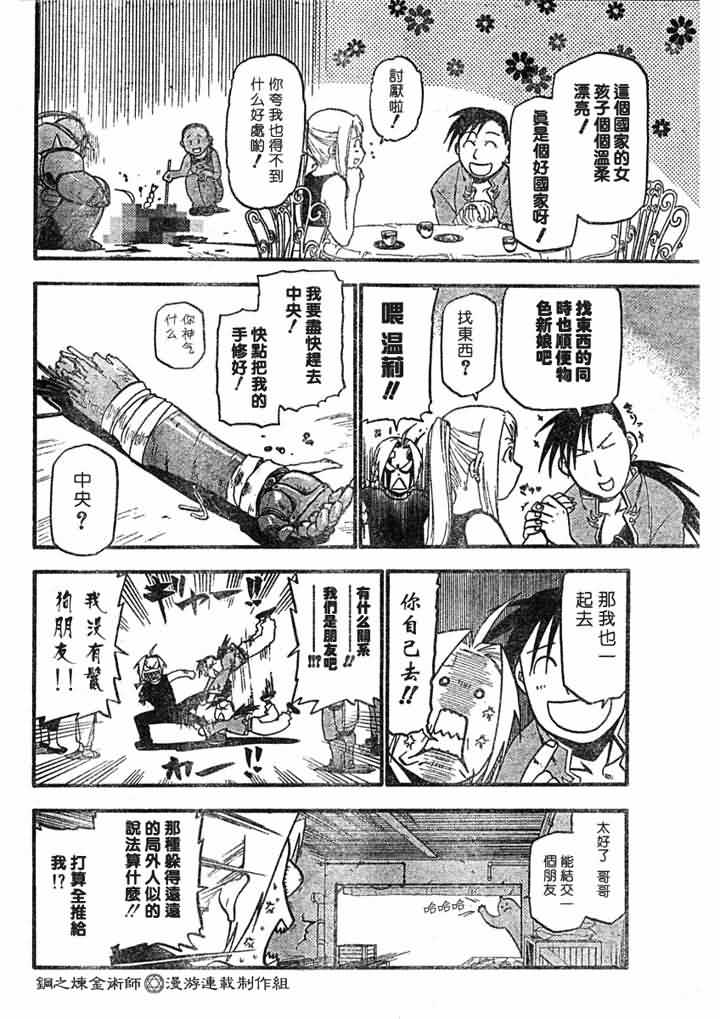 這個國家的女
孩子個個溫柔
漂亮！
真是個好國家呀！
討厭啦！
你夸我也得不到
什么好處喲！
找東西的同
時也順便物
色新娘吧
找東西？
喂溫莉！！
我要盡快趕去
中央！
快點把我的
手修好！
你神气
什么
中央？
那我也一
起去
你自己去！！
有什么關系
——！！
我們是朋友吧
——！！？
我没有鬣
狗朋友！！
ギャー！！
太好了 哥哥
能結交一
個朋友
哈哈哈
那種躲得遠遠
的局外人似的
說法算什麼！！
打算全推給
我！？
鋼之煉金術師 漫游連載制作組